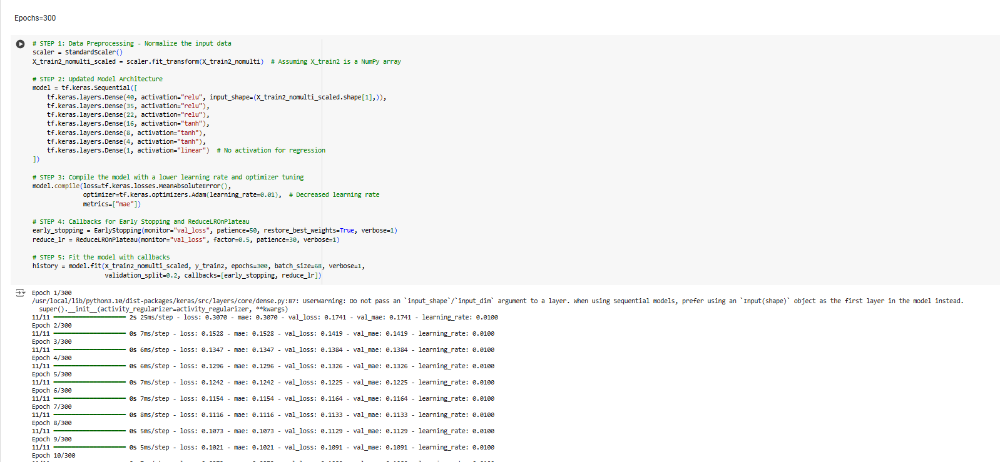 Epochs=300
# STEP 1: Data Preprocessing - Normalize the input data
scaler = StandardScaler()
X_train2_nomulti_scaled = scaler.fit_transform(X_train2_nomulti)  # Assuming X_train2 is a NumPy array
# STEP 2: Updated Model Architecture
model = tf.keras.Sequential([
    tf.keras.layers.Dense(40, activation="relu", input_shape=(X_train2_nomulti_scaled.shape[1],)),
    tf.keras.layers.Dense(35, activation="relu"),
    tf.keras.layers.Dense(22, activation="relu"),
    tf.keras.layers.Dense(16, activation="tanh"),
    tf.keras.layers.Dense(8, activation="tanh"),
    tf.keras.layers.Dense(4, activation="tanh"),
    tf.keras.layers.Dense(1, activation="linear")  # No activation for regression
])
# STEP 3: Compile the model with a lower learning rate and optimizer tuning
model.compile(loss=tf.keras.losses.MeanAbsoluteError(),
              optimizer=tf.keras.optimizers.Adam(learning_rate=0.01),  # Decreased learning rate
              metrics=["mae"])
# STEP 4: Callbacks for Early Stopping and ReduceLROnPlateau
early_stopping = EarlyStopping(monitor="val_loss", patience=50, restore_best_weights=True, verbose=1)
reduce_lr = ReduceLROnPlateau(monitor="val_loss", factor=0.5, patience=30, verbose=1)
# STEP 5: Fit the model with callbacks
history = model.fit(X_train2_nomulti_scaled, y_train2, epochs=300, batch_size=68, verbose=1,
                    validation_split=0.2, callbacks=[early_stopping, reduce_lr])
Epoch 1/300
/usr/local/lib/python3.10/dist-packages/keras/src/layers/core/dense.py:87: UserWarning: Do not pass an `input_shape`/`input_dim` argument to a layer. When using Sequential models, prefer using an `Input(shape)` object as the first layer in the model instead.
  super().__init__(activity_regularizer=activity_regularizer, **kwargs)
11/11 ━━━━━━━━━━━━━━━━━━━━ 2s 25ms/step - loss: 0.3070 - mae: 0.3070 - val_loss: 0.1741 - val_mae: 0.1741 - learning_rate: 0.0100
Epoch 2/300
11/11 ━━━━━━━━━━━━━━━━━━━━ 0s 7ms/step - loss: 0.1528 - mae: 0.1528 - val_loss: 0.1419 - val_mae: 0.1419 - learning_rate: 0.0100
Epoch 3/300
11/11 ━━━━━━━━━━━━━━━━━━━━ 0s 6ms/step - loss: 0.1347 - mae: 0.1347 - val_loss: 0.1384 - val_mae: 0.1384 - learning_rate: 0.0100
Epoch 4/300
11/11 ━━━━━━━━━━━━━━━━━━━━ 0s 6ms/step - loss: 0.1296 - mae: 0.1296 - val_loss: 0.1326 - val_mae: 0.1326 - learning_rate: 0.0100
Epoch 5/300
11/11 ━━━━━━━━━━━━━━━━━━━━ 0s 7ms/step - loss: 0.1242 - mae: 0.1242 - val_loss: 0.1225 - val_mae: 0.1225 - learning_rate: 0.0100
Epoch 6/300
11/11 ━━━━━━━━━━━━━━━━━━━━ 0s 7ms/step - loss: 0.1154 - mae: 0.1154 - val_loss: 0.1164 - val_mae: 0.1164 - learning_rate: 0.0100
Epoch 7/300
11/11 ━━━━━━━━━━━━━━━━━━━━ 0s 8ms/step - loss: 0.1116 - mae: 0.1116 - val_loss: 0.1133 - val_mae: 0.1133 - learning_rate: 0.0100
Epoch 8/300
11/11 ━━━━━━━━━━━━━━━━━━━━ 0s 5ms/step - loss: 0.1073 - mae: 0.1073 - val_loss: 0.1129 - val_mae: 0.1129 - learning_rate: 0.0100
Epoch 9/300
11/11 ━━━━━━━━━━━━━━━━━━━━ 0s 5ms/step - loss: 0.1021 - mae: 0.1021 - val_loss: 0.1091 - val_mae: 0.1091 - learning_rate: 0.0100
Epoch 10/300